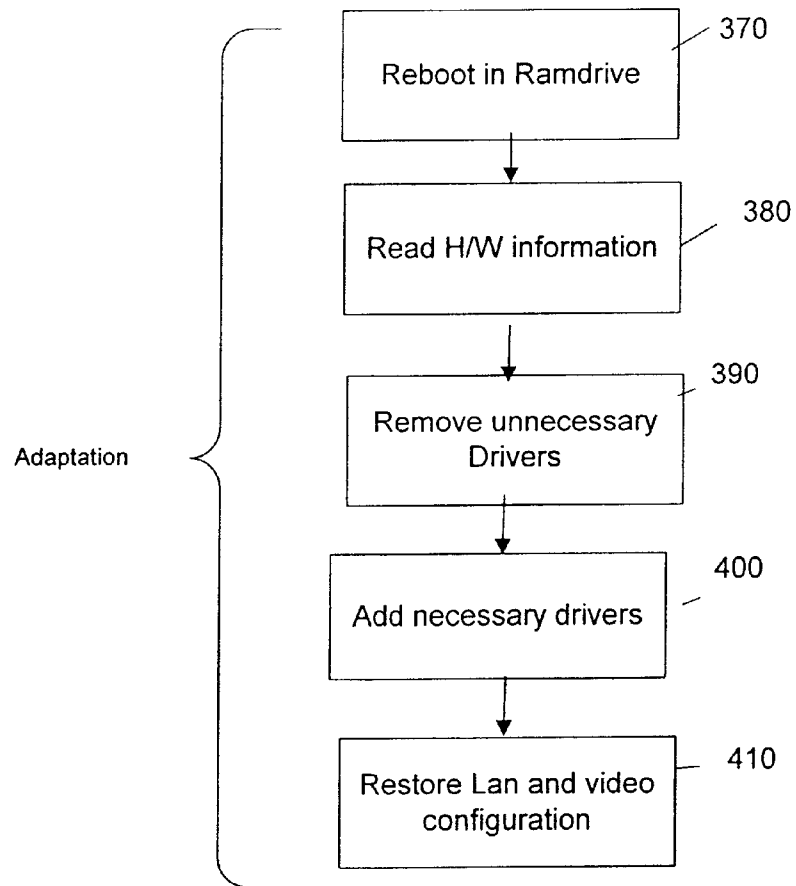 370
Reboot in Ramdrive
380
Read H/W information
390
Remove unnecessary
Drivers
Adaptation
400
Add necessary drivers
410
Restore Lan and video
configuration